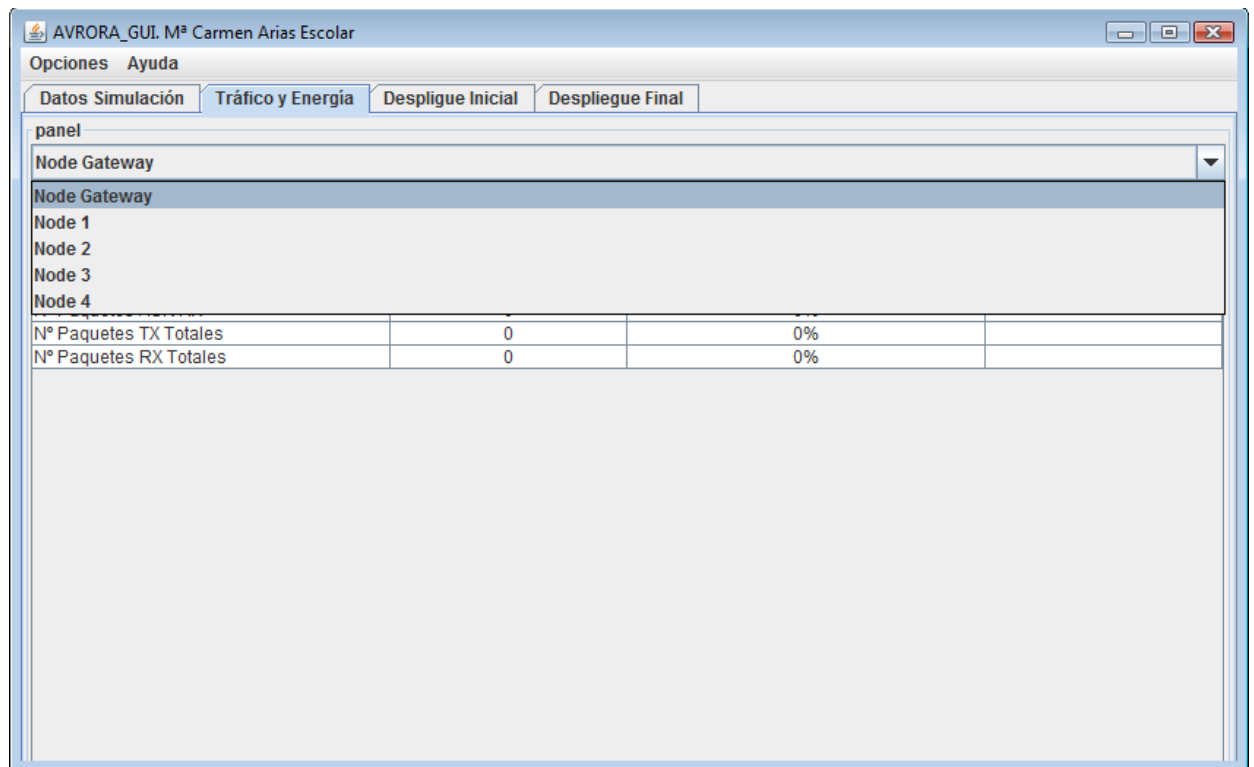 AVRORA_GUI. Mª Carmen Arias Escolar
Opciones Ayuda
Datos Simulación Tráfico y Energía Despligue Inicial Despliegue Final
panel
Node Gateway
Node Gateway
Node 1
Node 2
Node 3
Node 4
Nº Paquetes TX Totales 0 0%
Nº Paquetes RX Totales 0 0%